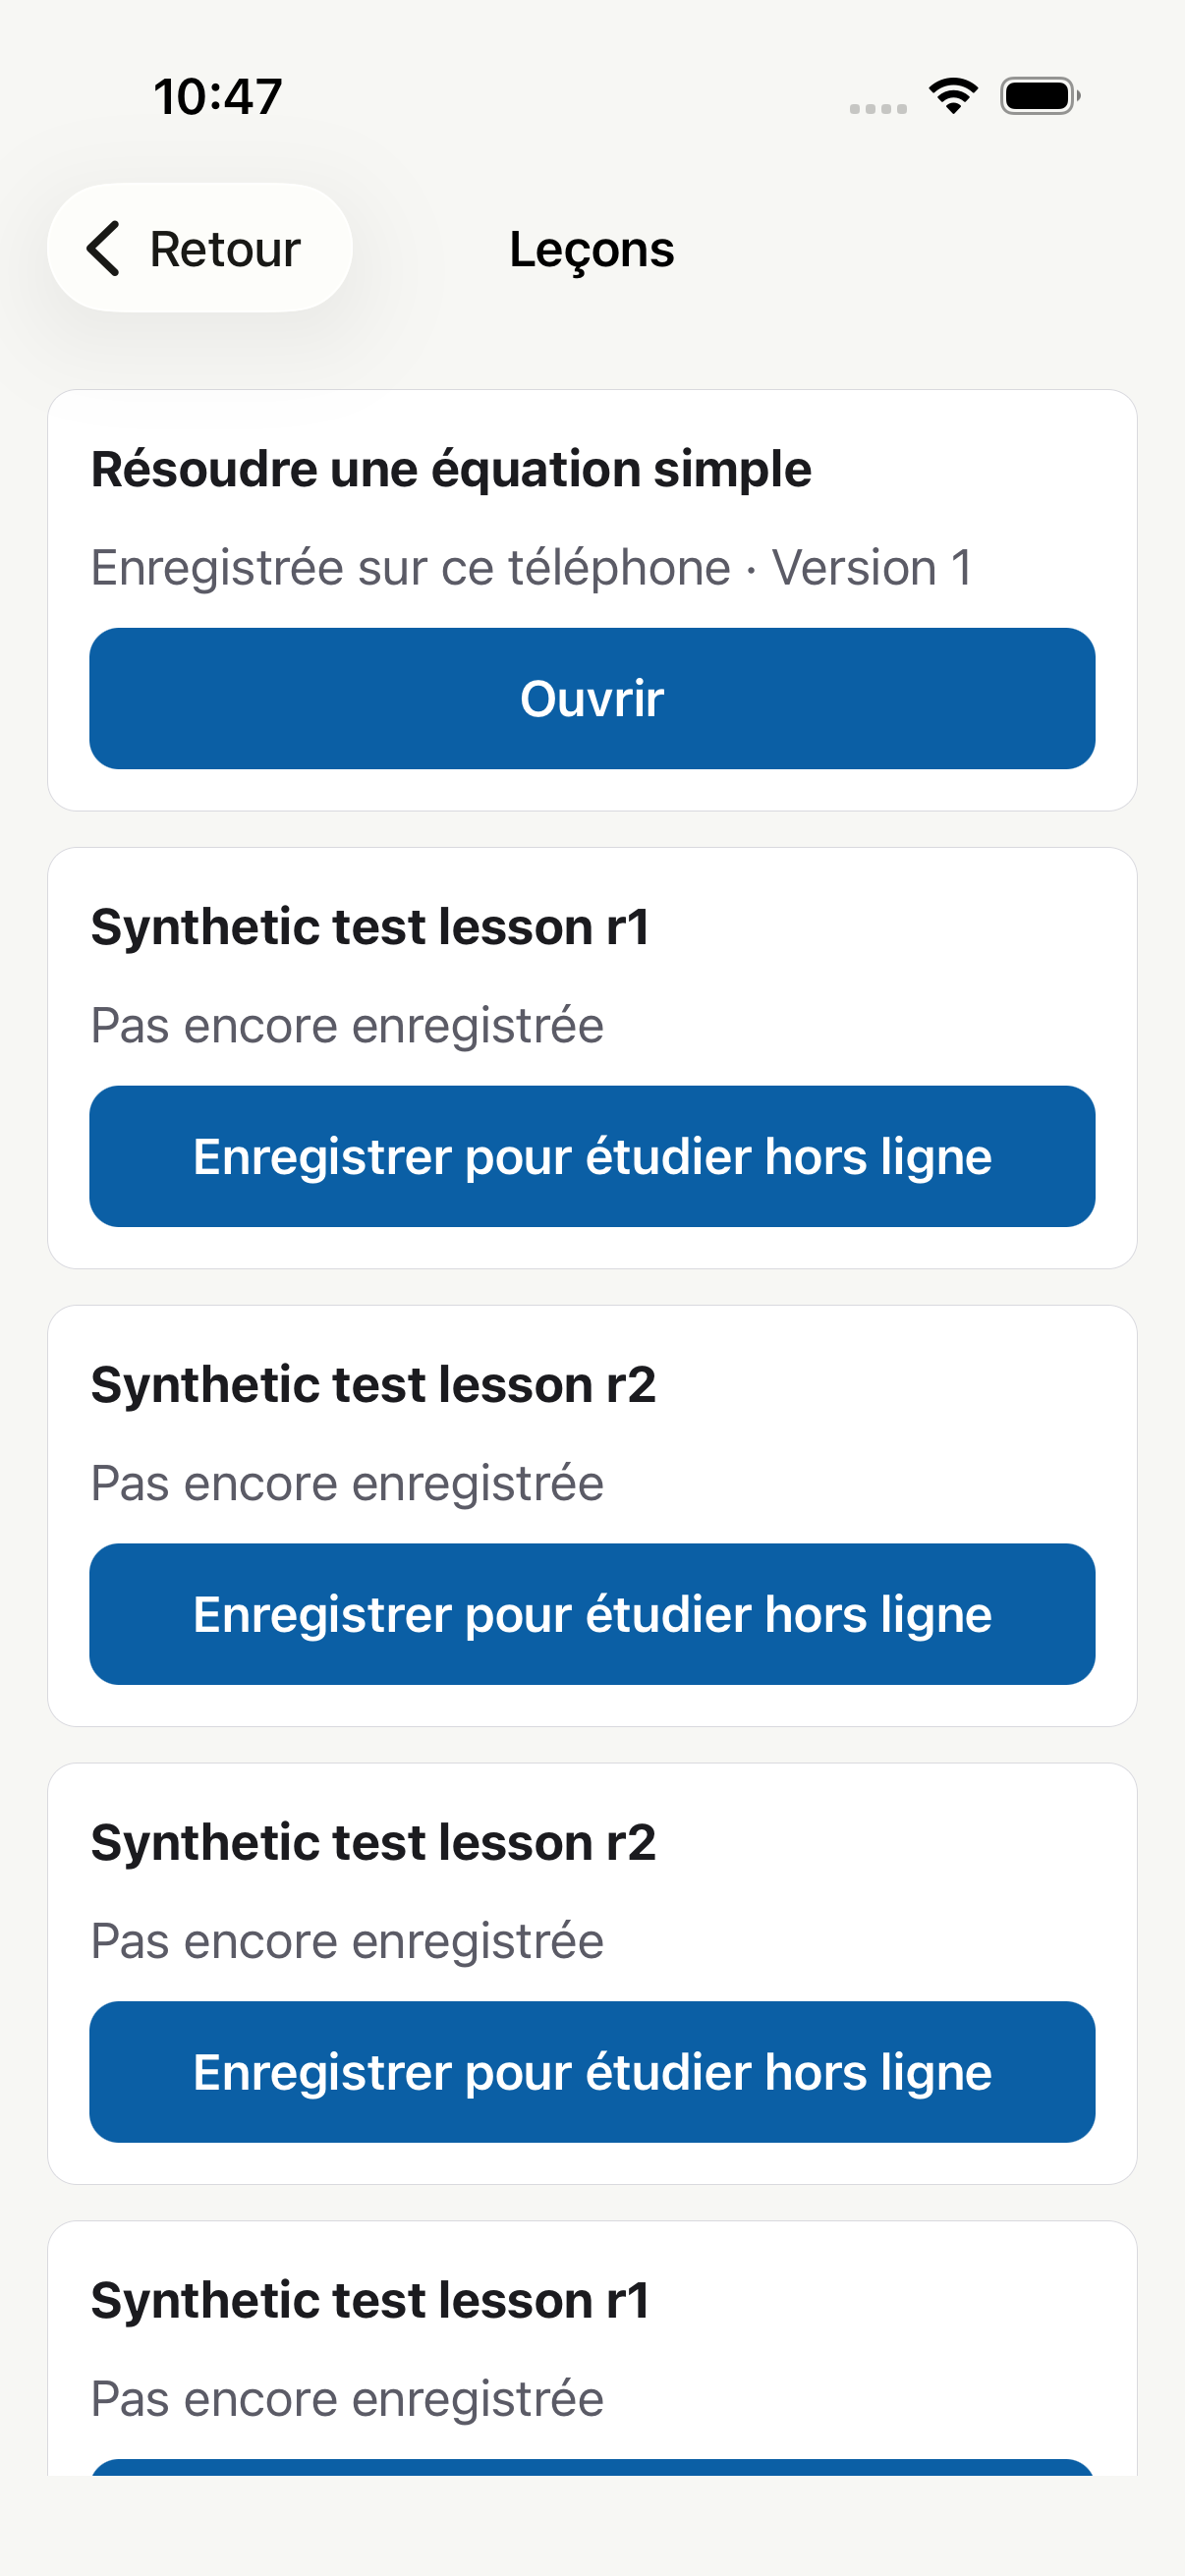 10:47
Retour
Leçons
Résoudre une équation simple
Enregistrée sur ce téléphone · Version 1
Ouvrir
Synthetic test lesson r1
Pas encore enregistrée
Enregistrer pour étudier hors ligne
Synthetic test lesson r2
Pas encore enregistrée
Enregistrer pour étudier hors ligne
Synthetic test lesson r2
Pas encore enregistrée
Enregistrer pour étudier hors ligne
Synthetic test lesson r1
Pas encore enregistrée